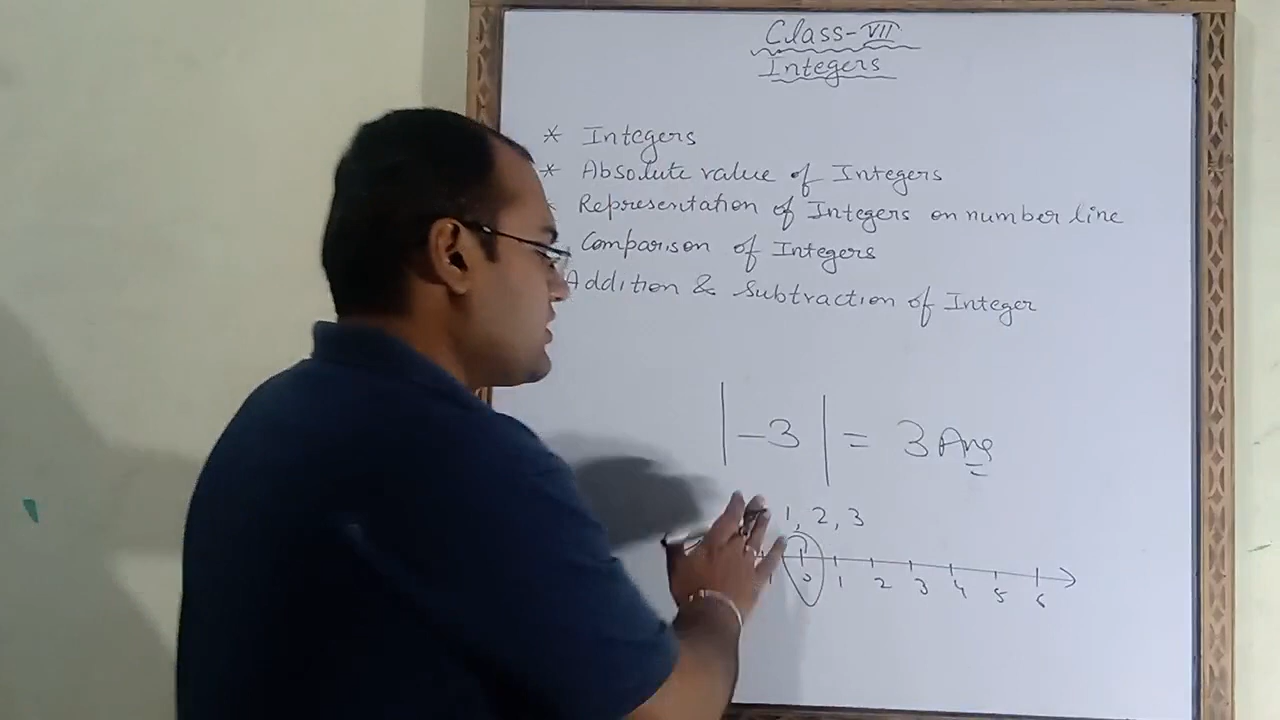 Class-VII
Integers
* Integers
* Absolute value of Integers
* Representation of Integers on number line
Comparison of Integers
Addition & Subtraction of Integer
|-3| = 3 Ans
1, 2, 3
0 1 2 3 4 5 6